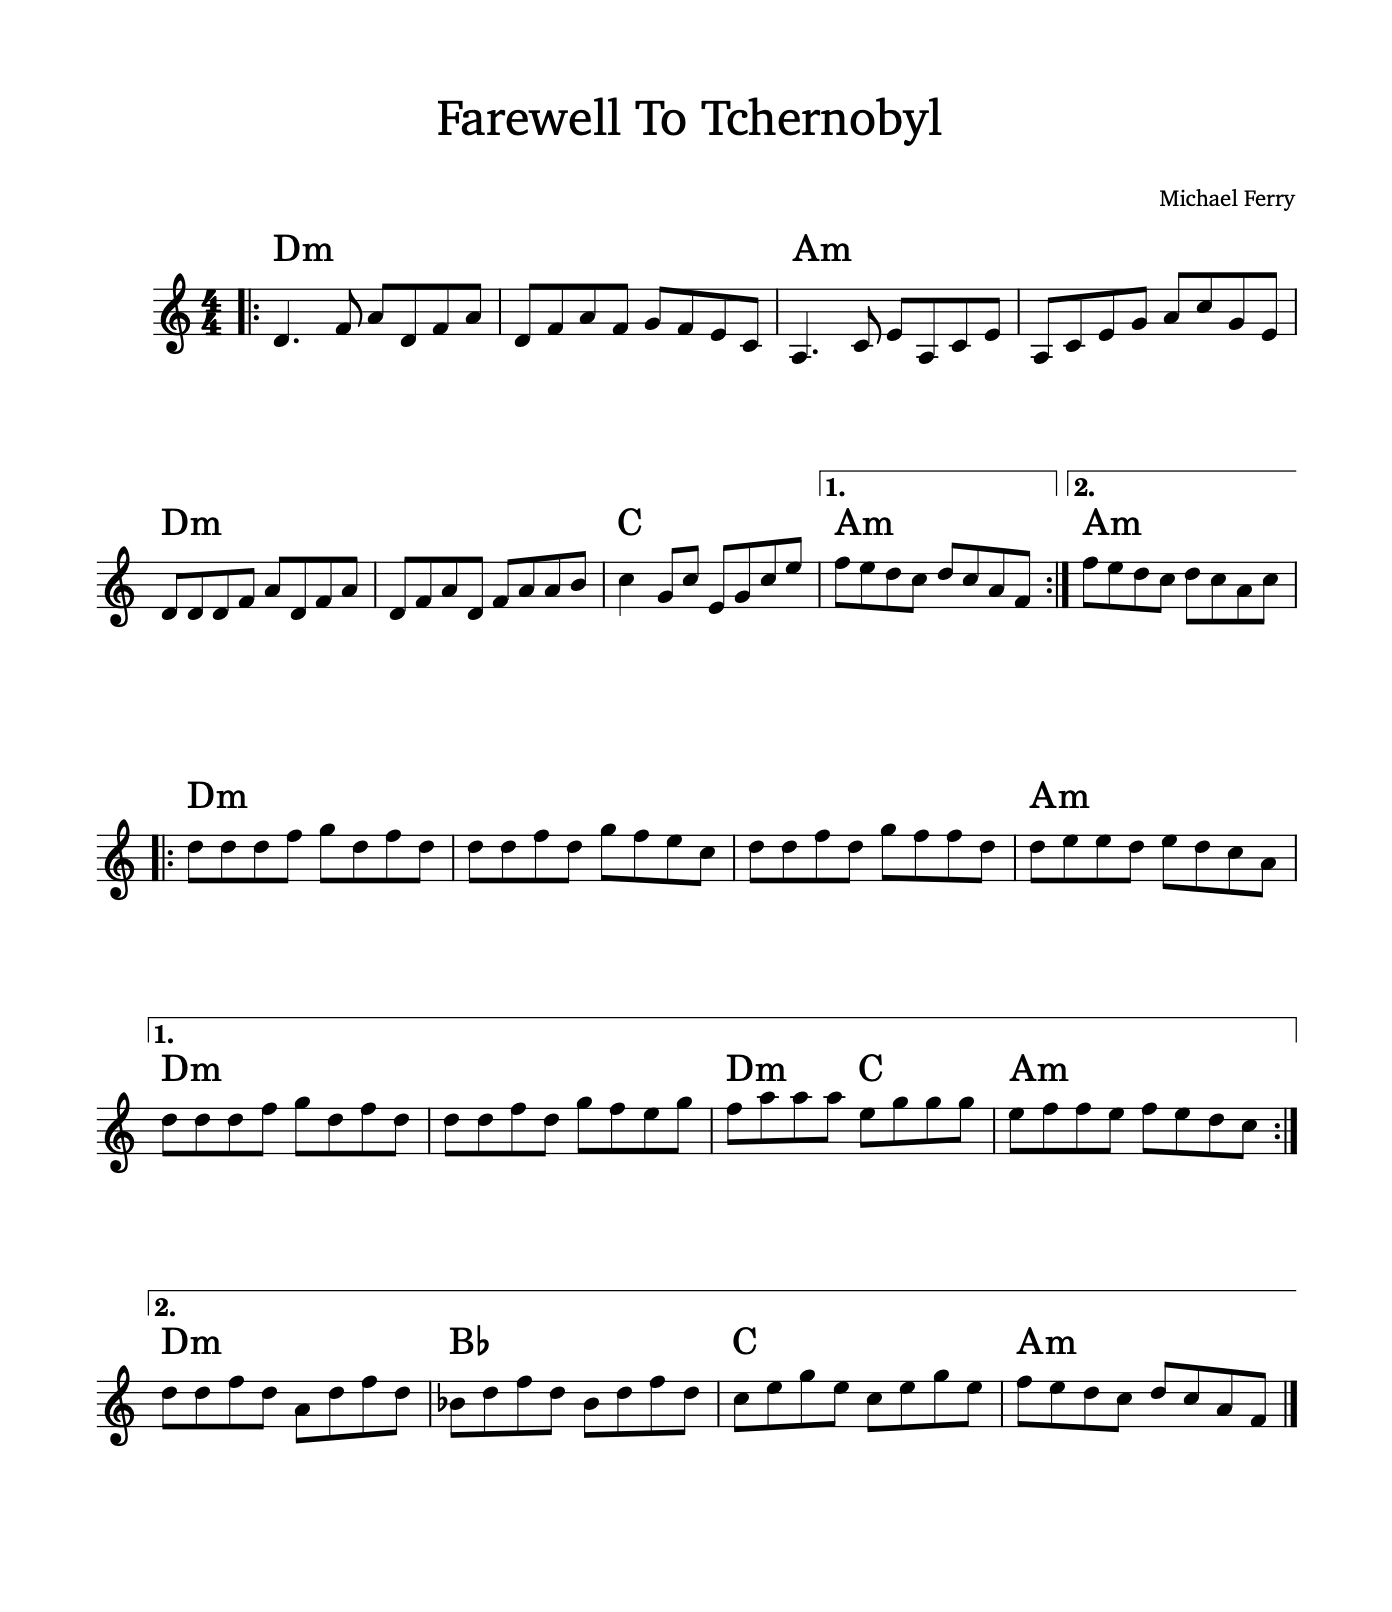 Farewell To Tchernobyl
Michael Ferry
Dm Am
4
4
1. 2.
Dm C Am Am
Dm Am
1.
Dm Dm C Am
2.
Dm B♭ C Am